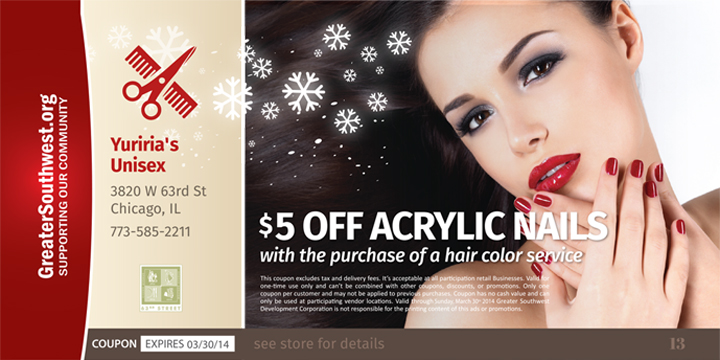 GreaterSouthwest.org
SUPPORTING OUR COMMUNITY
Yuriria's
Unisex
3820 W 63rd St
Chicago, IL
773-585-2211
63RD STREET
$5 OFF ACRYLIC NAILS
with the purchase of a hair color service
This coupon excludes tax and delivery fees. It's acceptable at all participation retail Businesses. Valid for
one-time use only and can't be combined with other coupons, discounts, or promotions. Only one
coupon per customer and may not be applied to previous purchases. Coupon has no cash value and can
only be used at participating vendor locations. Valid through Sunday, March 30th 2014 Greater Southwest
Development Corporation is not responsible for the printing content of this ads or promotions.
COUPON EXPIRES 03/30/14 see store for details
13